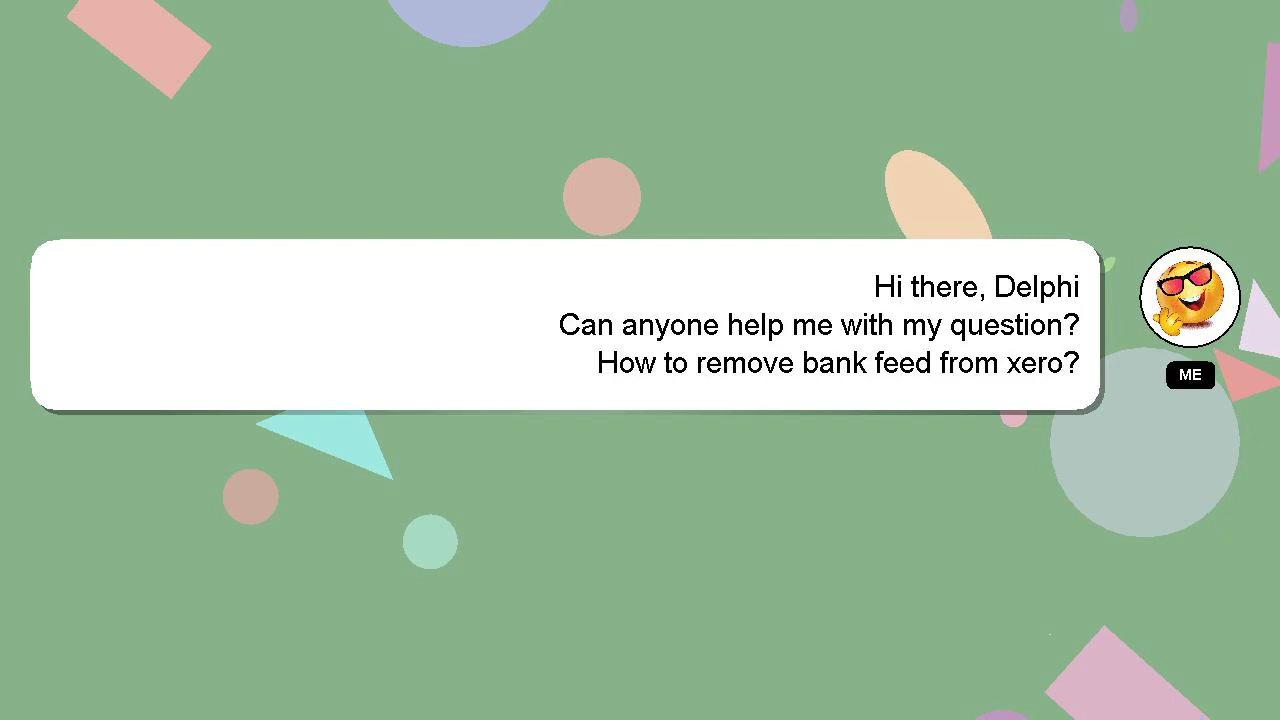 Hi there, Delphi
Can anyone help me with my question?
How to remove bank feed from xero?
ME